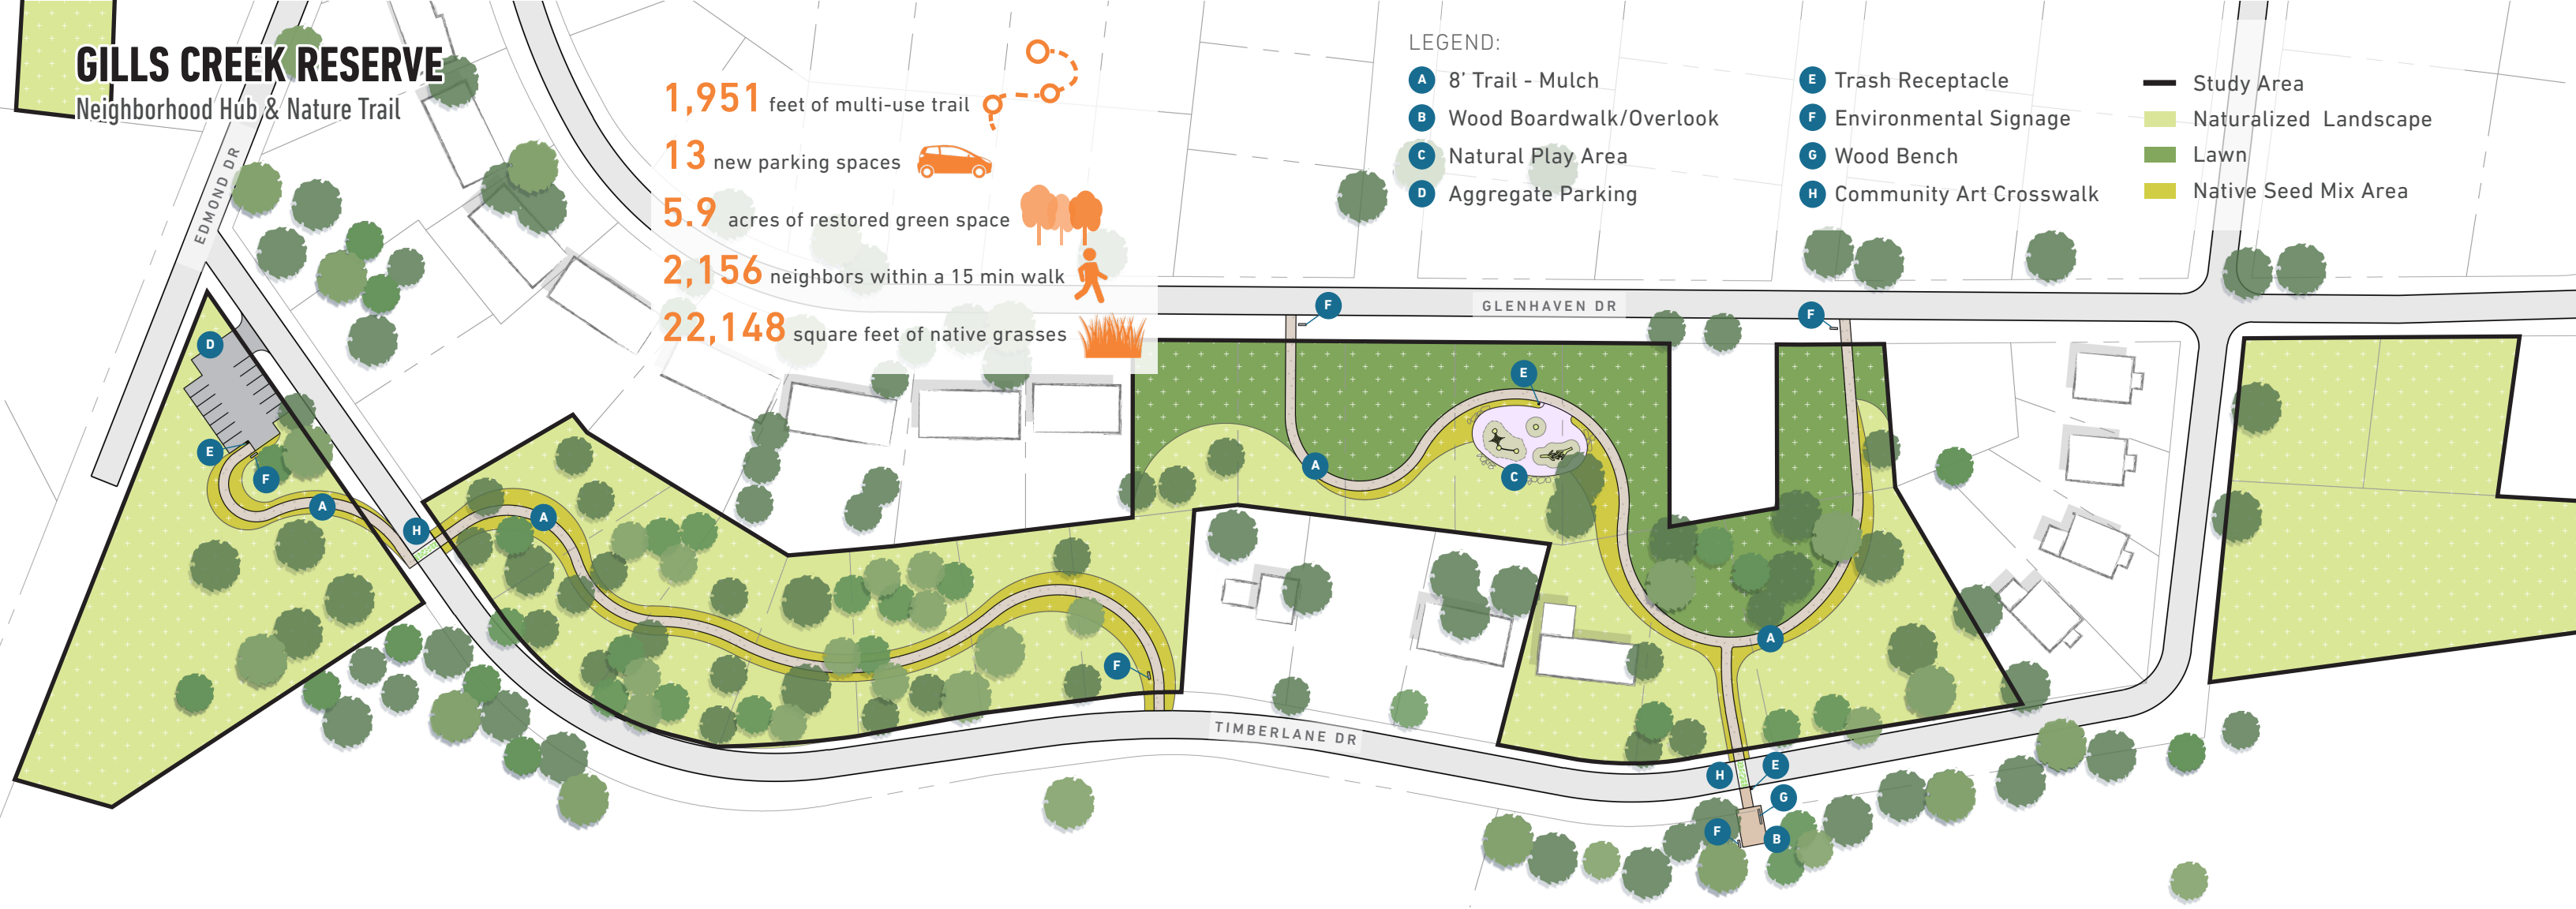 GILLS CREEK RESERVE
Neighborhood Hub & Nature Trail
1,951 feet of multi-use trail
13 new parking spaces
5.9 acres of restored green space
2,156 neighbors within a 15 min walk
22,148 square feet of native grasses
LEGEND:
A 8' Trail - Mulch
B Wood Boardwalk/Overlook
C Natural Play Area
D Aggregate Parking
E Trash Receptacle
F Environmental Signage
G Wood Bench
H Community Art Crosswalk
Study Area
Naturalized Landscape
Lawn
Native Seed Mix Area
EDMOND DR
GLENHAVEN DR
TIMBERLANE DR
D
E
F
A
H
A
F
F
A
E
C
F
A
H
E
G
F
B